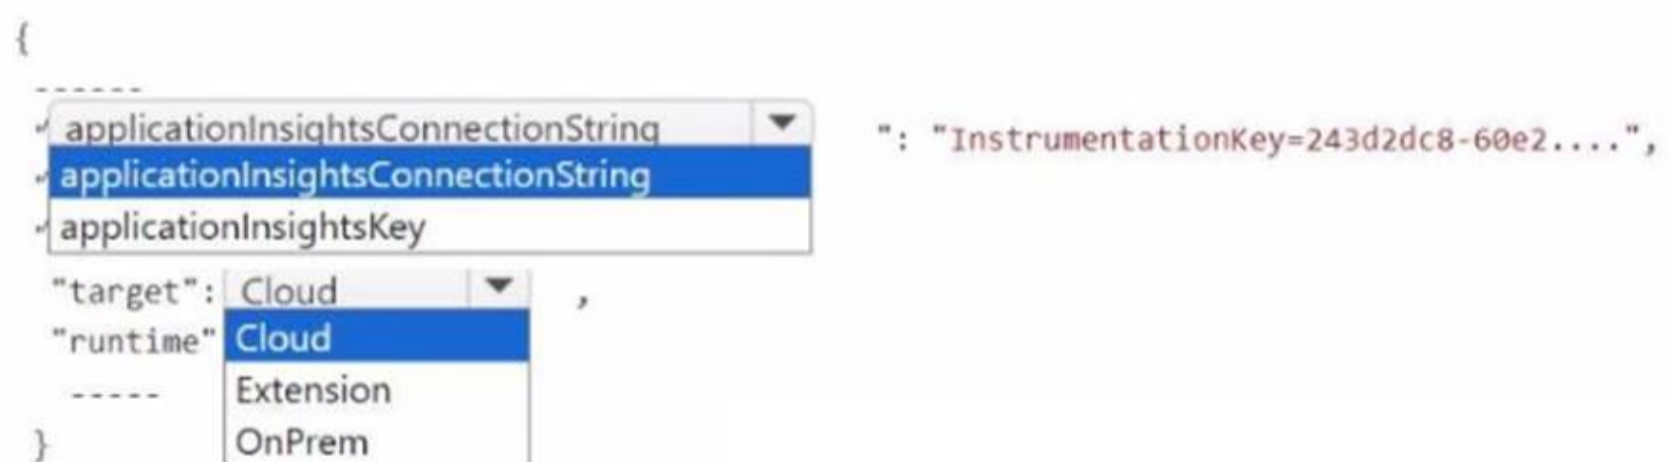 {
------
applicationInsightsConnectionString ": "InstrumentationKey=243d2dc8-60e2....",
applicationInsightsConnectionString
applicationInsightsKey
"target": Cloud ,
"runtime" Cloud
----- Extension
} OnPrem